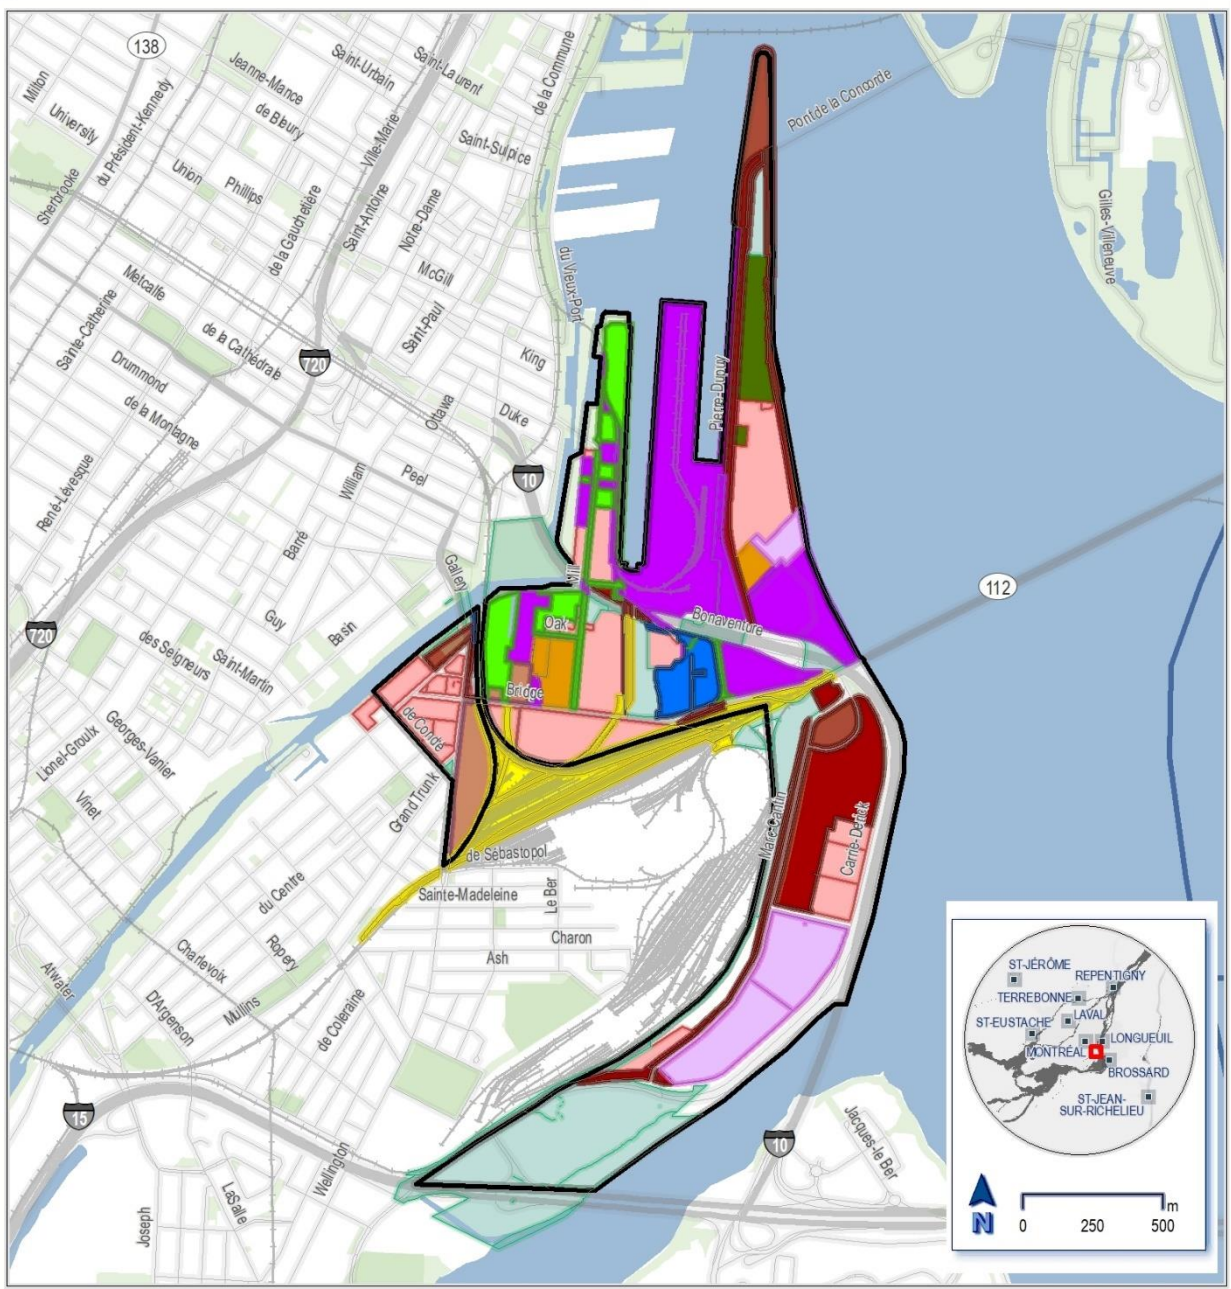 138
Milton
University
du Président-Kennedy
Sherbrooke
Jeanne-Mance
de Bleury
Saint-Urbain
Saint-Laurent
de la Commune
Ville-Marie
Saint-Sulpice
Union
Phillips
de la Gauchetière
Saint-Antoine
Notre-Dame
McGill
Saint-Paul
du Vieux-Port
Pont de la Concorde
Gilles-Villeneuve
Metcalfe
Sainte-Catherine
de la Cathédrale
Drummond
de la Montagne
720
King
Duke
Ottawa
Pierre-Dupuy
René-Lévesque
William
Peel
10
Barré
Gallery
Mill
112
720
Guy
Basin
Oak
Bonaventure
des Seigneurs
Saint-Martin
Bridge
de Condé
Georges-Vanier
Lionel-Groulx
Vinet
Grand Trunk
Marc-Cantin
Carrie-Derick
de Sébastopol
Sainte-Madeleine
Le Ber
du Centre
Charon
Ash
Ropery
Charlevoix
Atwater
D'Argenson
Mullins
de Coleraine
15
Wellington
LaSalle
Joseph
10
Jacques-le Ber
ST-JÉRÔME
REPENTIGNY
TERREBONNE
LAVAL
ST-EUSTACHE
LONGUEUIL
MONTRÉAL
BROSSARD
ST-JEAN-
SUR-RICHELIEU
N
m
0 250 500